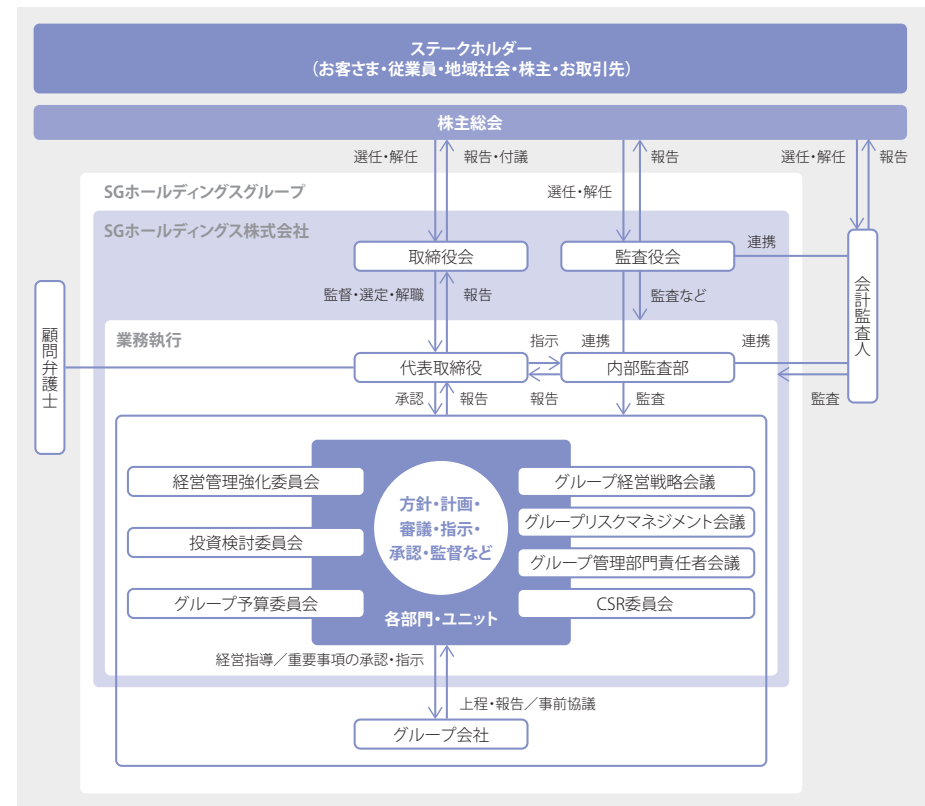 ステークホルダー
（お客さま・従業員・地域社会・株主・お取引先）
株主総会
選任・解任
報告・付議
報告
選任・解任
報告
SGホールディングスグループ
選任・解任
SGホールディングス株式会社
取締役会
監査役会
連携
会計監査人
監督・選定・解職
報告
監査など
顧問弁護士
業務執行
指示
連携
連携
代表取締役
内部監査部
承認
報告
報告
監査
監査
経営管理強化委員会
投資検討委員会
グループ予算委員会
方針・計画・
審議・指示・
承認・監督など
各部門・ユニット
グループ経営戦略会議
グループリスクマネジメント会議
グループ管理部門責任者会議
CSR委員会
経営指導／重要事項の承認・指示
上程・報告／事前協議
グループ会社